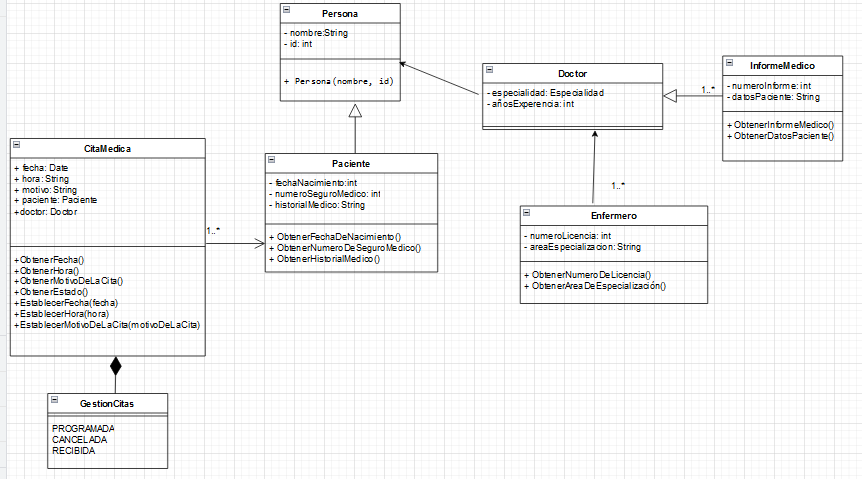 Persona
- nombre:String
- id: int
+ Persona(nombre, id)
Doctor
- especialidad: Especialidad
- añosExperencia: int
InformeMedico
- numeroInforme: int
- datosPaciente: String
+ ObtenerInformeMedico()
+ ObtenerDatosPaciente()
1..*
CitaMedica
+ fecha: Date
+ hora: String
+ motivo: String
+ paciente: Paciente
+doctor: Doctor
+ObtenerFecha()
+ObtenerHora()
+ObtenerMotivoDeLaCita()
+ObtenerEstado()
+EstablecerFecha(fecha)
+EstablecerHora(hora)
+EstablecerMotivoDeLaCita(motivoDeLaCita)
1..*
Paciente
- fechaNacimiento:int
- numeroSeguroMedico: int
- historialMedico: String
+ObtenerFechaDeNacimiento()
+ObtenerNumeroDeSeguroMedico()
+ObtenerHistorialMedico()
1..*
Enfermero
- numeroLicencia: int
- areaEspecializacion: String
+ ObtenerNumeroDeLicencia()
+ ObtenerAreaDeEspecialización()
GestionCitas
PROGRAMADA
CANCELADA
RECIBIDA